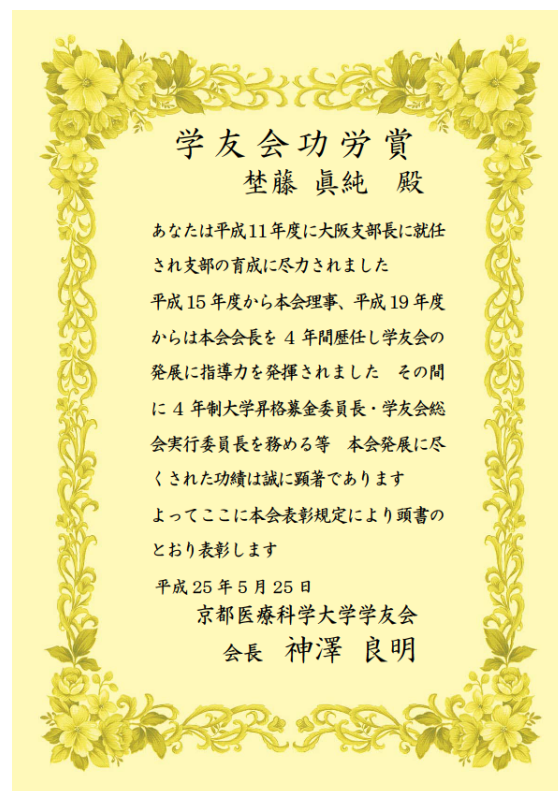 学友会功労賞
埜藤 眞純 殿
あなたは平成11年度に大阪支部長に就任
され支部の育成に尽力されました
平成15年度から本会理事、平成19年度
からは本会会長を4年間歴任し学友会の
発展に指導力を発揮されました その間
に4年制大学昇格募金委員長・学友会総
会実行委員長を務める等 本会発展に尽
くされた功績は誠に顕著であります
よってここに本会表彰規定により頭書の
とおり表彰します
平成25年5月25日
京都医療科学大学学友会
会長 神澤 良明